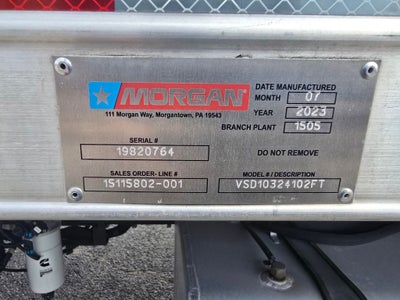 MORGAN
111 Morgan Way, Morgantown, PA 19543
DATE MANUFACTURED
MONTH 07
YEAR 2023
BRANCH PLANT 1505
SERIAL #
19820764
DO NOT REMOVE
SALES ORDER- LINE #
15115802-001
MODEL # / DESCRIPTION
VSD10324102FT